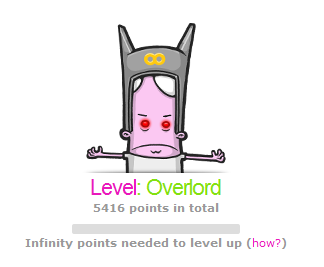 Level: Overlord
5416 points in total
Infinity points needed to level up (how?)